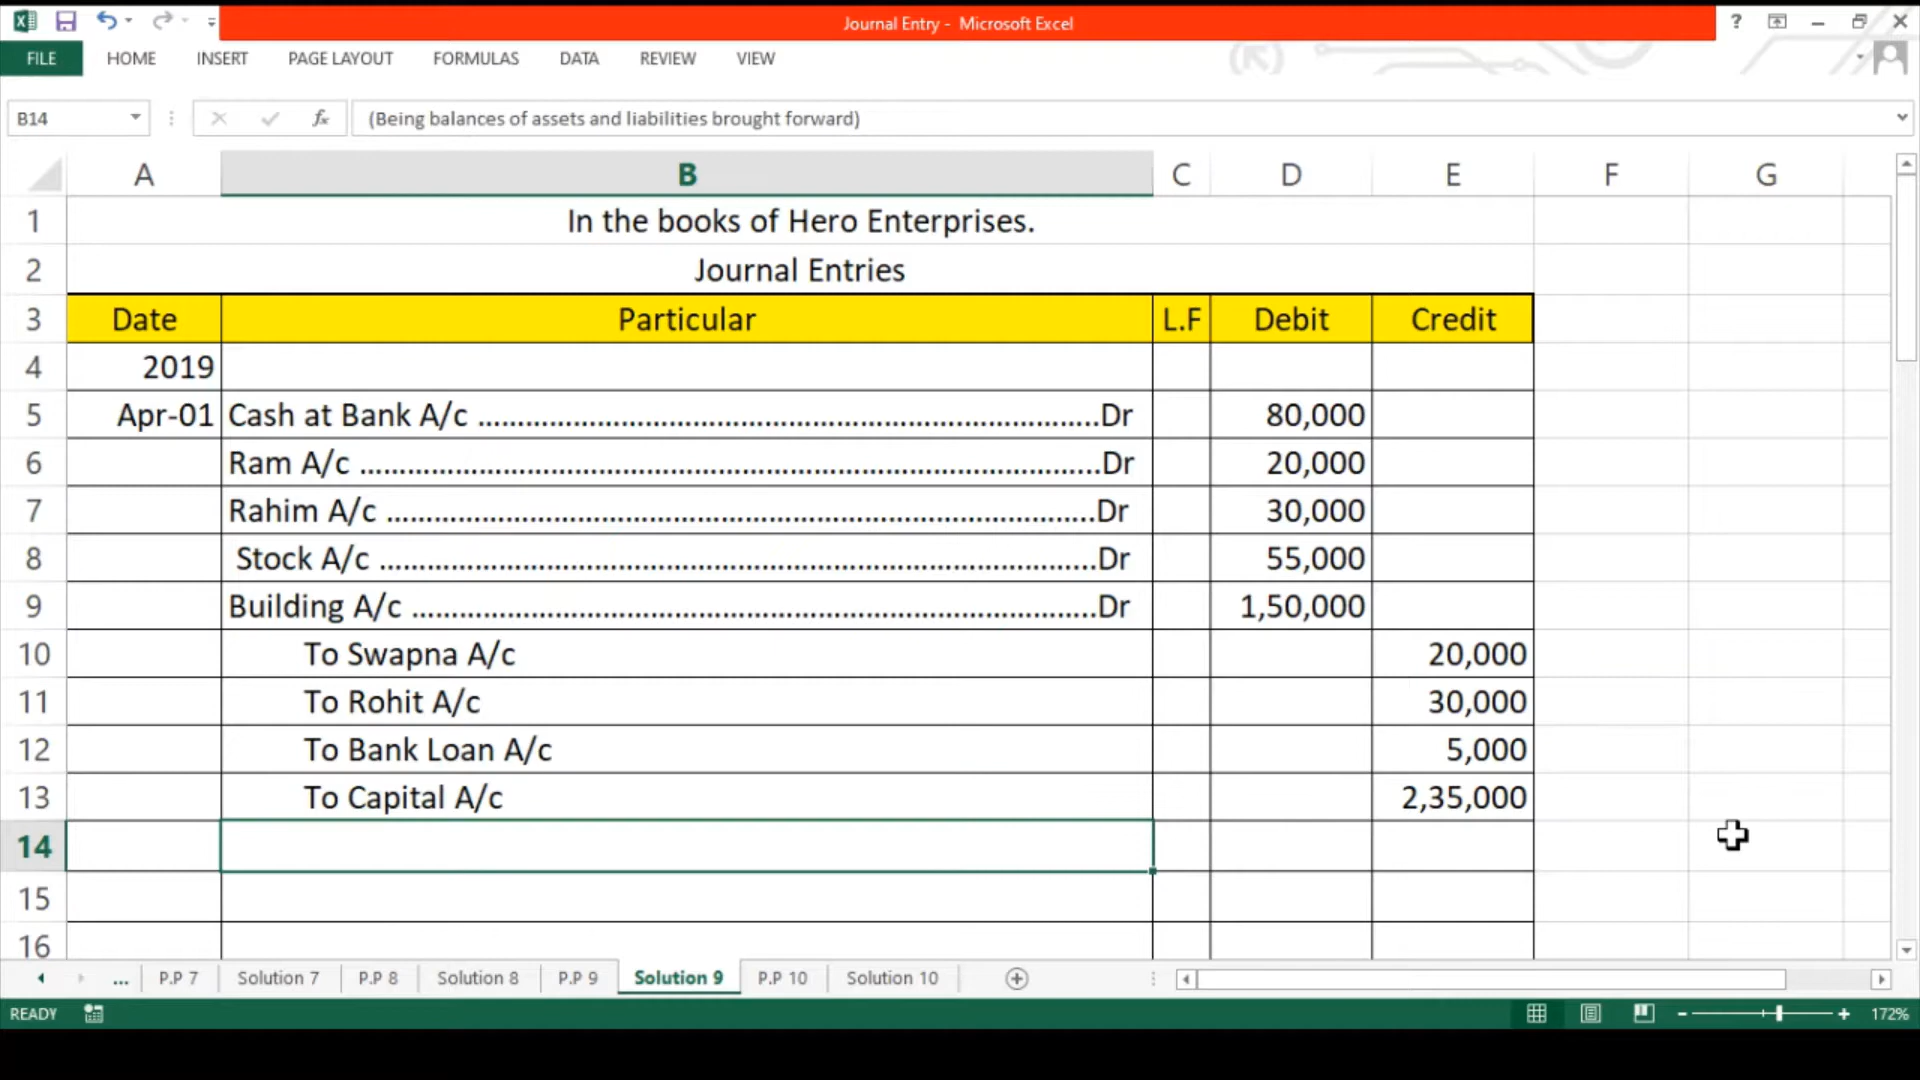 Journal Entry - Microsoft Excel
?
FILE HOME INSERT PAGE LAYOUT FORMULAS DATA REVIEW VIEW
B14 fx (Being balances of assets and liabilities brought forward)
A B C D E F G
1 In the books of Hero Enterprises.
2 Journal Entries
3 Date Particular L.F Debit Credit
4 2019
5 Apr-01 Cash at Bank A/c ..............................................................................Dr 80,000
6 Ram A/c .............................................................................................Dr 20,000
7 Rahim A/c .........................................................................................Dr 30,000
8 Stock A/c ..........................................................................................Dr 55,000
9 Building A/c ......................................................................................Dr 1,50,000
10 To Swapna A/c 20,000
11 To Rohit A/c 30,000
12 To Bank Loan A/c 5,000
13 To Capital A/c 2,35,000
14
15
16
... P.P 7 Solution 7 P.P 8 Solution 8 P.P 9 Solution 9 P.P 10 Solution 10
READY 172%